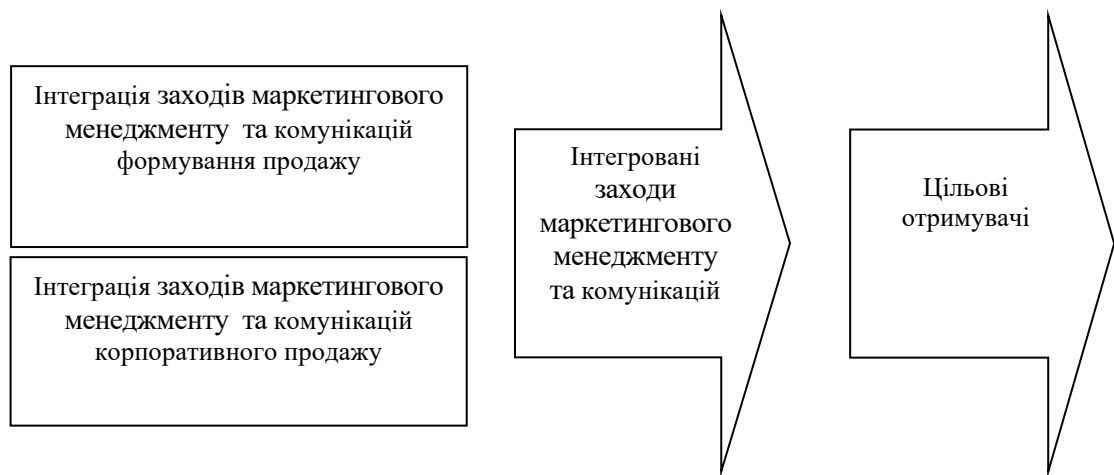 Інтеграція заходів маркетингового
менеджменту та комунікацій
формування продажу
Інтеграція заходів маркетингового
менеджменту та комунікацій
корпоративного продажу
Інтегровані
заходи
маркетингового
менеджменту
та комунікацій
Цільові
отримувачі